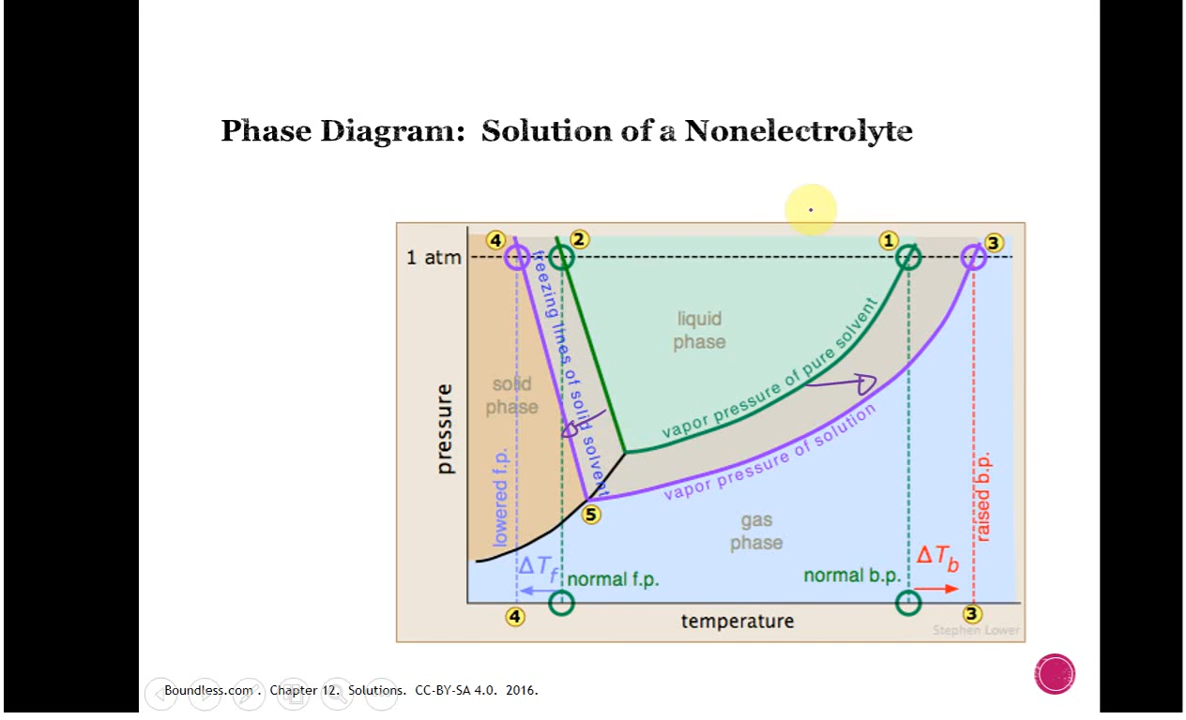 Phase Diagram: Solution of a Nonelectrolyte
4
2
1
3
1 atm
freezing lines of solid solvent
liquid
phase
vapor pressure of pure solvent
solid
phase
pressure
vapor pressure of solution
lowered f.p.
raised b.p.
5
gas
phase
ΔTf
normal f.p.
normal b.p.
ΔTb
4
temperature
3
Stephen Lower
Boundless.com . Chapter 12. Solutions. CC-BY-SA 4.0. 2016.